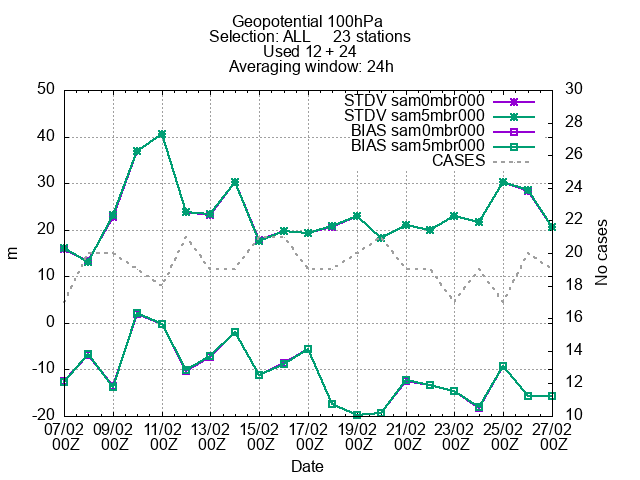 Geopotential 100hPa
Selection: ALL 23 stations
Used 12 + 24
Averaging window: 24h
STDV sam0mbr000
STDV sam5mbr000
BIAS sam0mbr000
BIAS sam5mbr000
CASES
50
40
30
20
10
0
-10
-20
m
30
28
26
24
22
20
18
16
14
12
10
No cases
07/02 09/02 11/02 13/02 15/02 17/02 19/02 21/02 23/02 25/02 27/02
00Z 00Z 00Z 00Z 00Z 00Z 00Z 00Z 00Z 00Z 00Z
Date